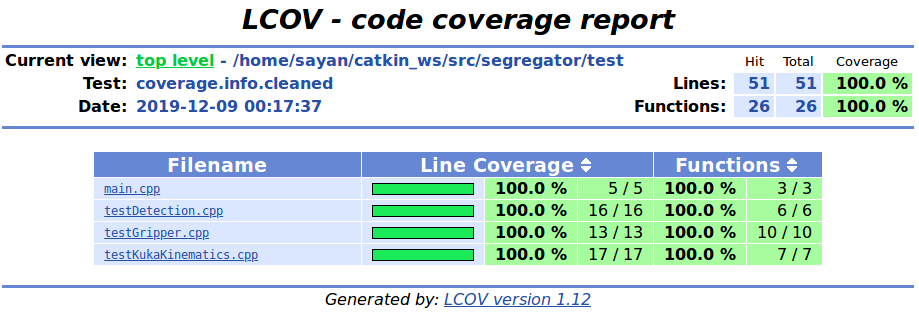 LCOV - code coverage report
Current view: top level - /home/sayan/catkin_ws/src/segregator/test Hit Total Coverage
Test: coverage.info.cleaned Lines: 51 51 100.0 %
Date: 2019-12-09 00:17:37 Functions: 26 26 100.0 %
Filename Line Coverage Functions
main.cpp 100.0 % 5 / 5 100.0 % 3 / 3
testDetection.cpp 100.0 % 16 / 16 100.0 % 6 / 6
testGripper.cpp 100.0 % 13 / 13 100.0 % 10 / 10
testKukaKinematics.cpp 100.0 % 17 / 17 100.0 % 7 / 7
Generated by: LCOV version 1.12